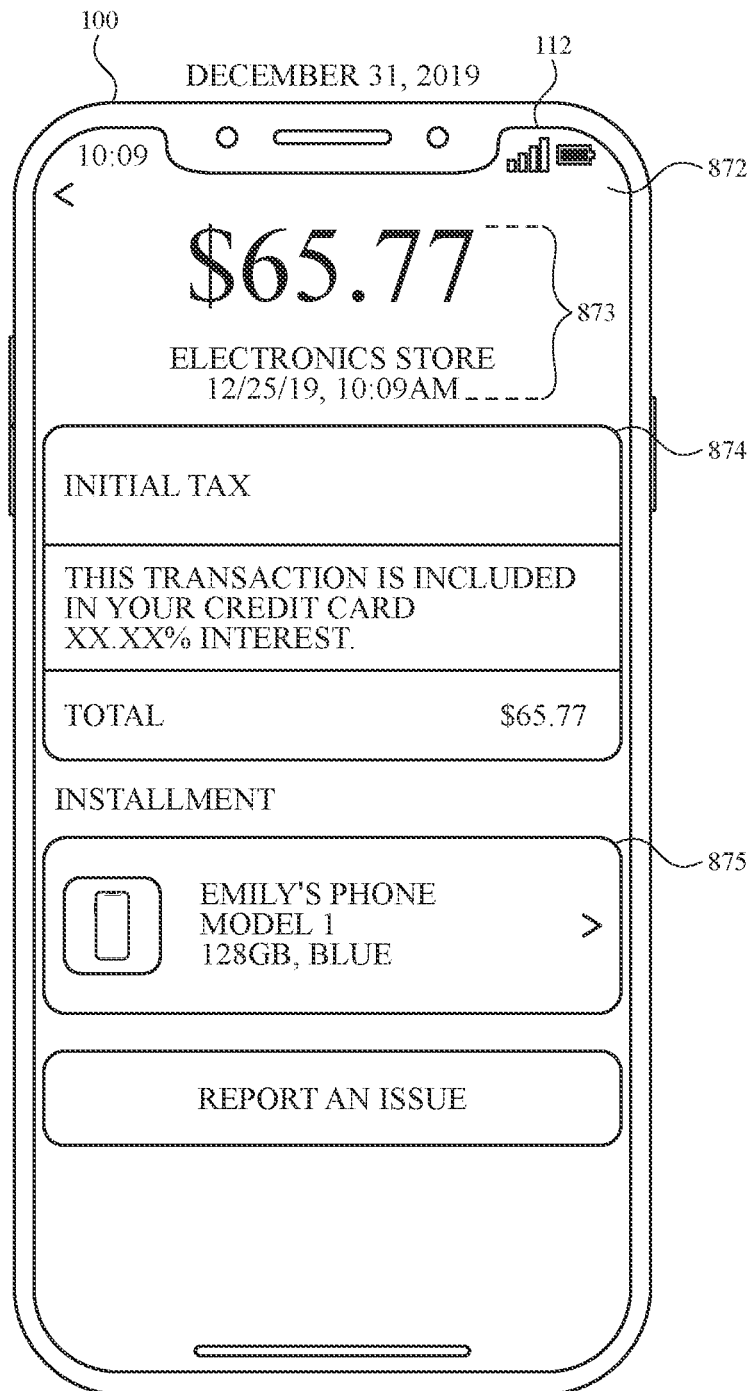 100
DECEMBER 31, 2019
112
10:09
872
<
$65.77
873
ELECTRONICS STORE
12/25/19, 10:09AM
874
INITIAL TAX
THIS TRANSACTION IS INCLUDED
IN YOUR CREDIT CARD
XX.XX% INTEREST.
TOTAL $65.77
INSTALLMENT
875
EMILY'S PHONE
MODEL 1
128GB, BLUE
>
REPORT AN ISSUE